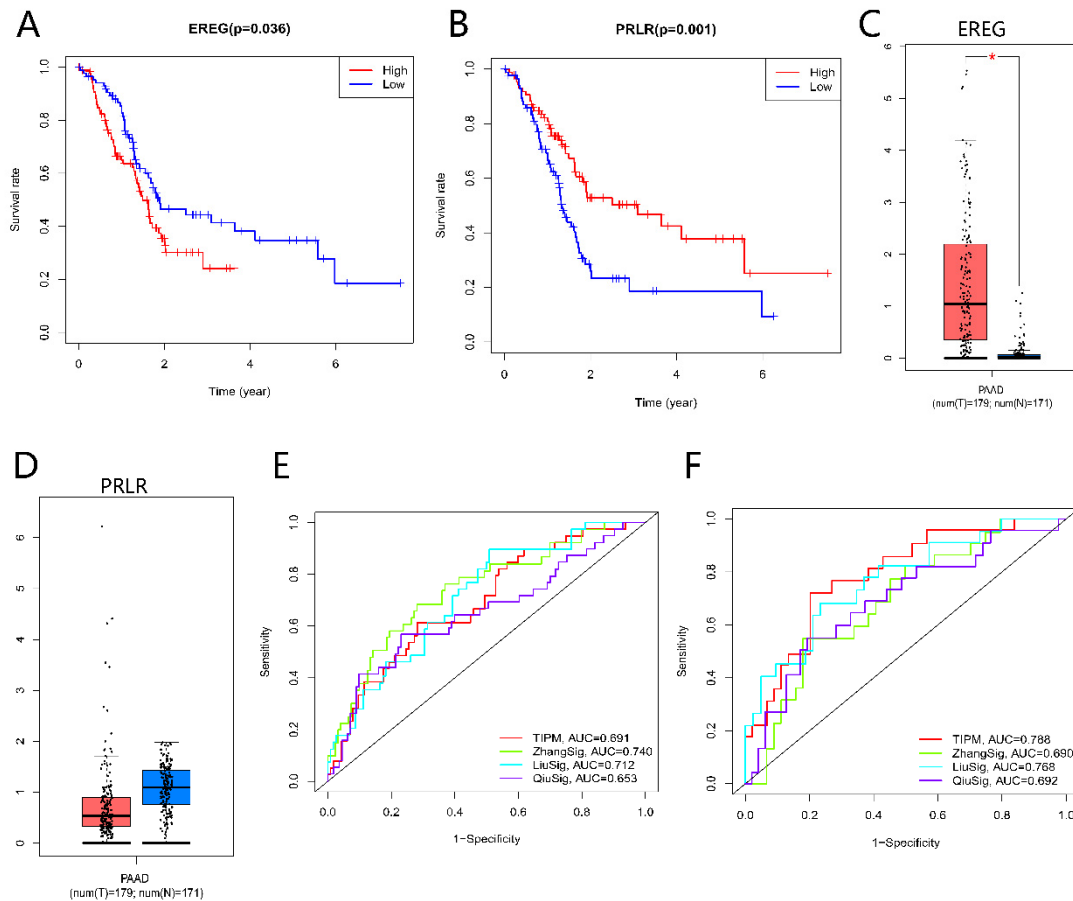 A
EREG(p=0.036)
High
Low
Survival rate
0.0
0.2
0.4
0.6
0.8
1.0
0
2
4
6
Time (year)
B
PRLR(p=0.001)
High
Low
Survival rate
0.0
0.2
0.4
0.6
0.8
1.0
0
2
4
6
Time (year)
C
EREG
*
0
1
2
3
4
5
6
PAAD
(num(T)=179; num(N)=171)
D
PRLR
0
1
2
3
4
5
6
PAAD
(num(T)=179; num(N)=171)
E
Sensitivity
0.0
0.2
0.4
0.6
0.8
1.0
TIPM, AUC=0.691
ZhangSig, AUC=0.740
LiuSig, AUC=0.712
QiuSig, AUC=0.653
0.0
0.2
0.4
0.6
0.8
1.0
1−Specificity
F
Sensitivity
0.0
0.2
0.4
0.6
0.8
1.0
TIPM, AUC=0.788
ZhangSig, AUC=0.690
LiuSig, AUC=0.768
QiuSig, AUC=0.692
0.0
0.2
0.4
0.6
0.8
1.0
1−Specificity